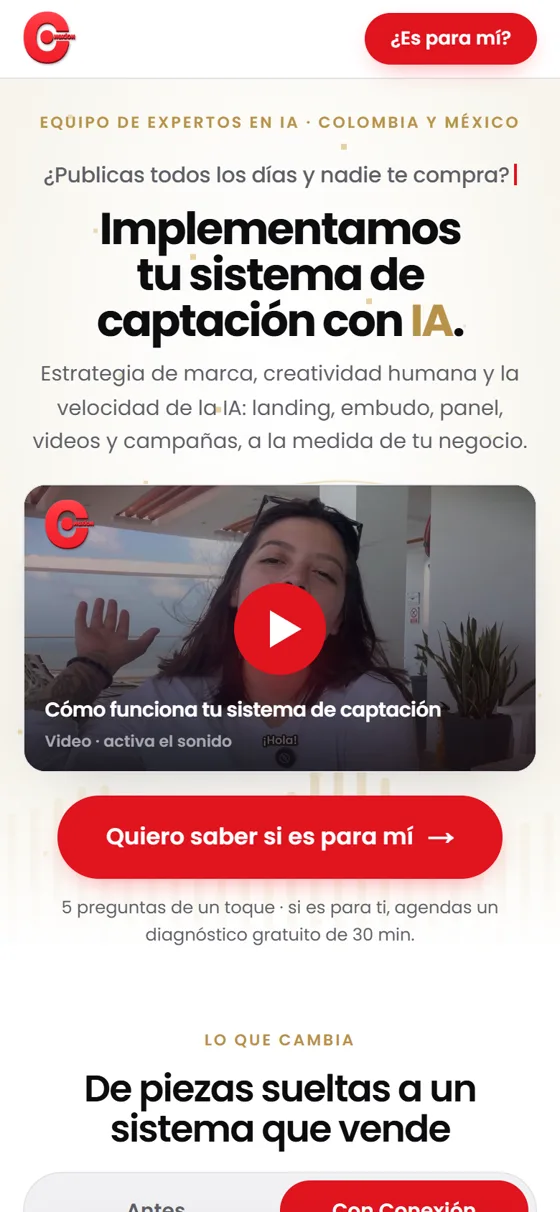 ¿Es para mí?
EQUIPO DE EXPERTOS EN IA · COLOMBIA Y MÉXICO
¿Publicas todos los días y nadie te compra?
Implementamos
tu sistema de
captación con IA.
Estrategia de marca, creatividad humana y la
velocidad de la IA: landing, embudo, panel,
videos y campañas, a la medida de tu negocio.
Cómo funciona tu sistema de captación
Video · activa el sonido
¡Hola!
Quiero saber si es para mí →
5 preguntas de un toque · si es para ti, agendas un
diagnóstico gratuito de 30 min.
LO QUE CAMBIA
De piezas sueltas a un
sistema que vende
Antes
Con Conexión